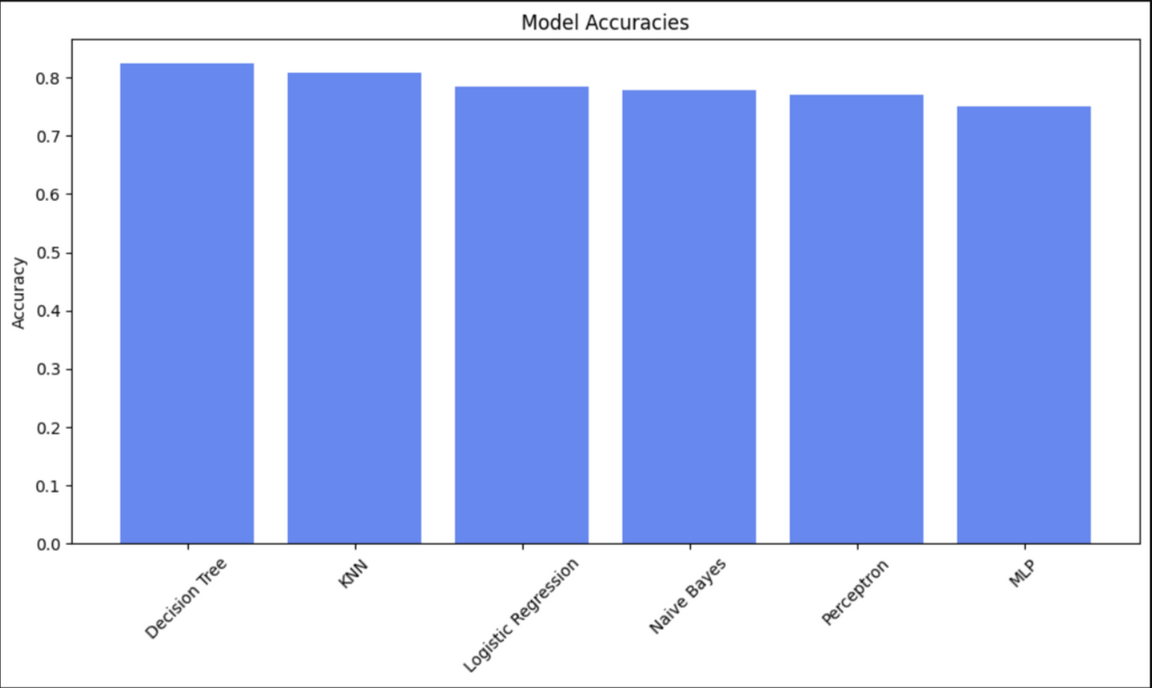 Model Accuracies
Accuracy
0.8
0.7
0.6
0.5
0.4
0.3
0.2
0.1
0.0
Decision Tree
KNN
Logistic Regression
Naive Bayes
Perceptron
MLP